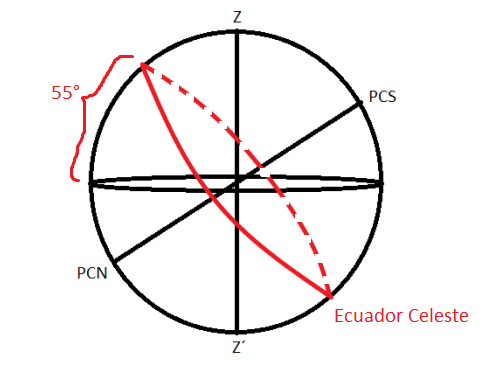 Z
55°
PCS
PCN
Ecuador Celeste
Z´